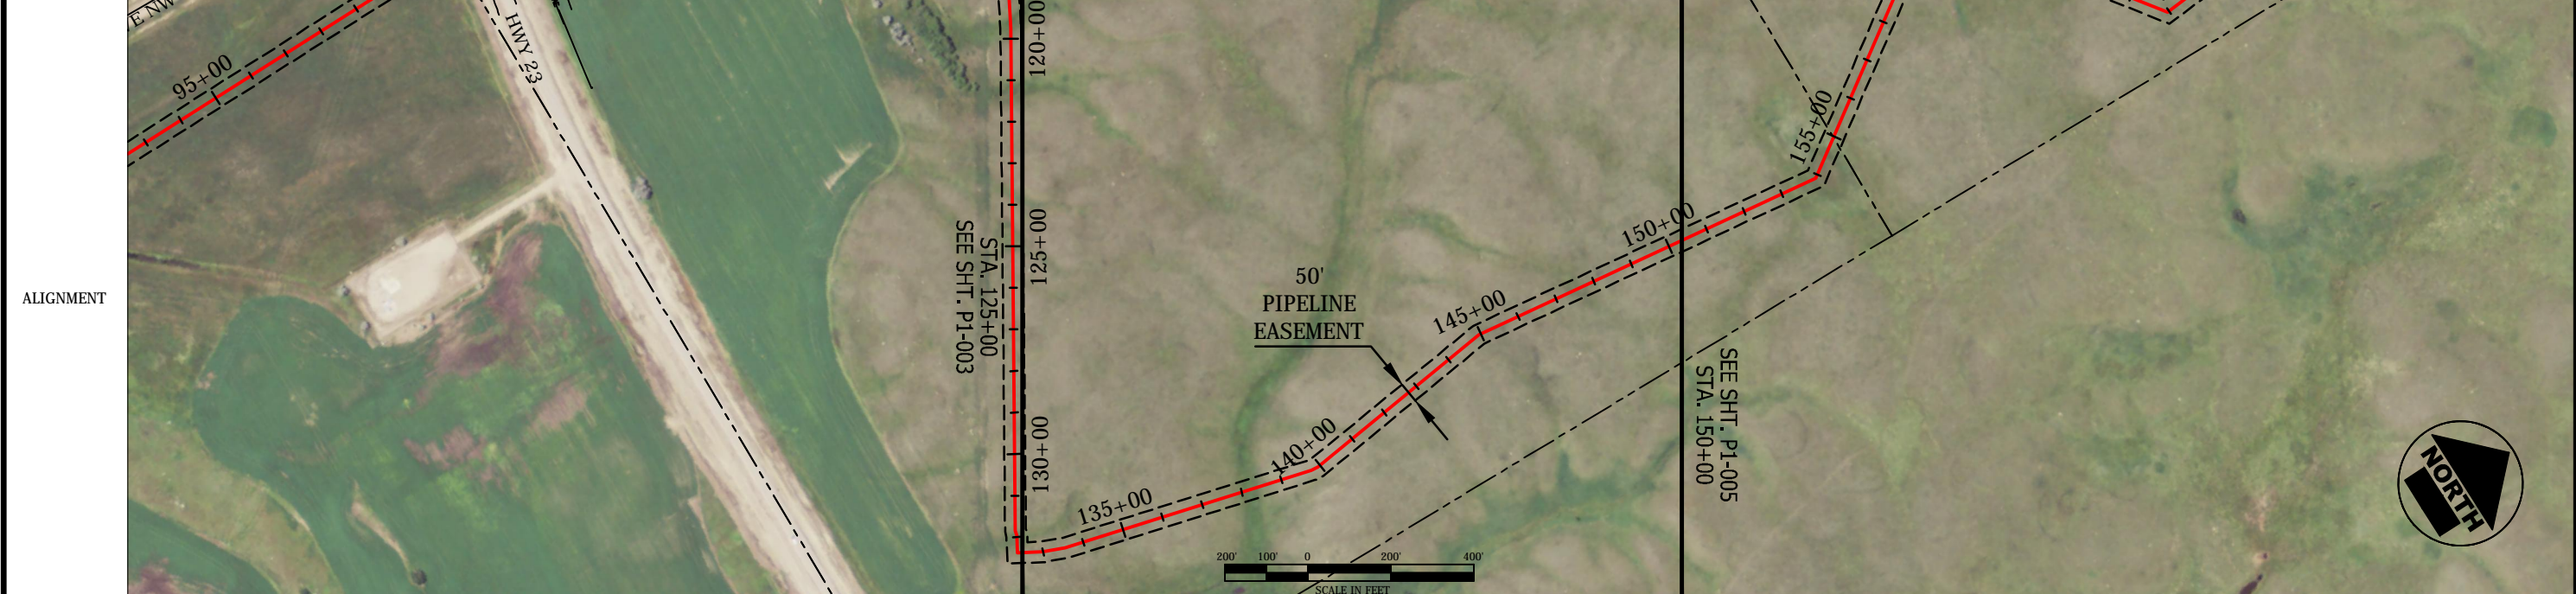 E NW
HWY 23
95+00
120+00
125+00
STA. 125+00
SEE SHT. P1-003
130+00
135+00
140+00
145+00
150+00
155+00
50'
PIPELINE
EASEMENT
SEE SHT. P1-005
STA. 150+00
ALIGNMENT
200' 100' 0 200' 400'
SCALE IN FEET
NORTH